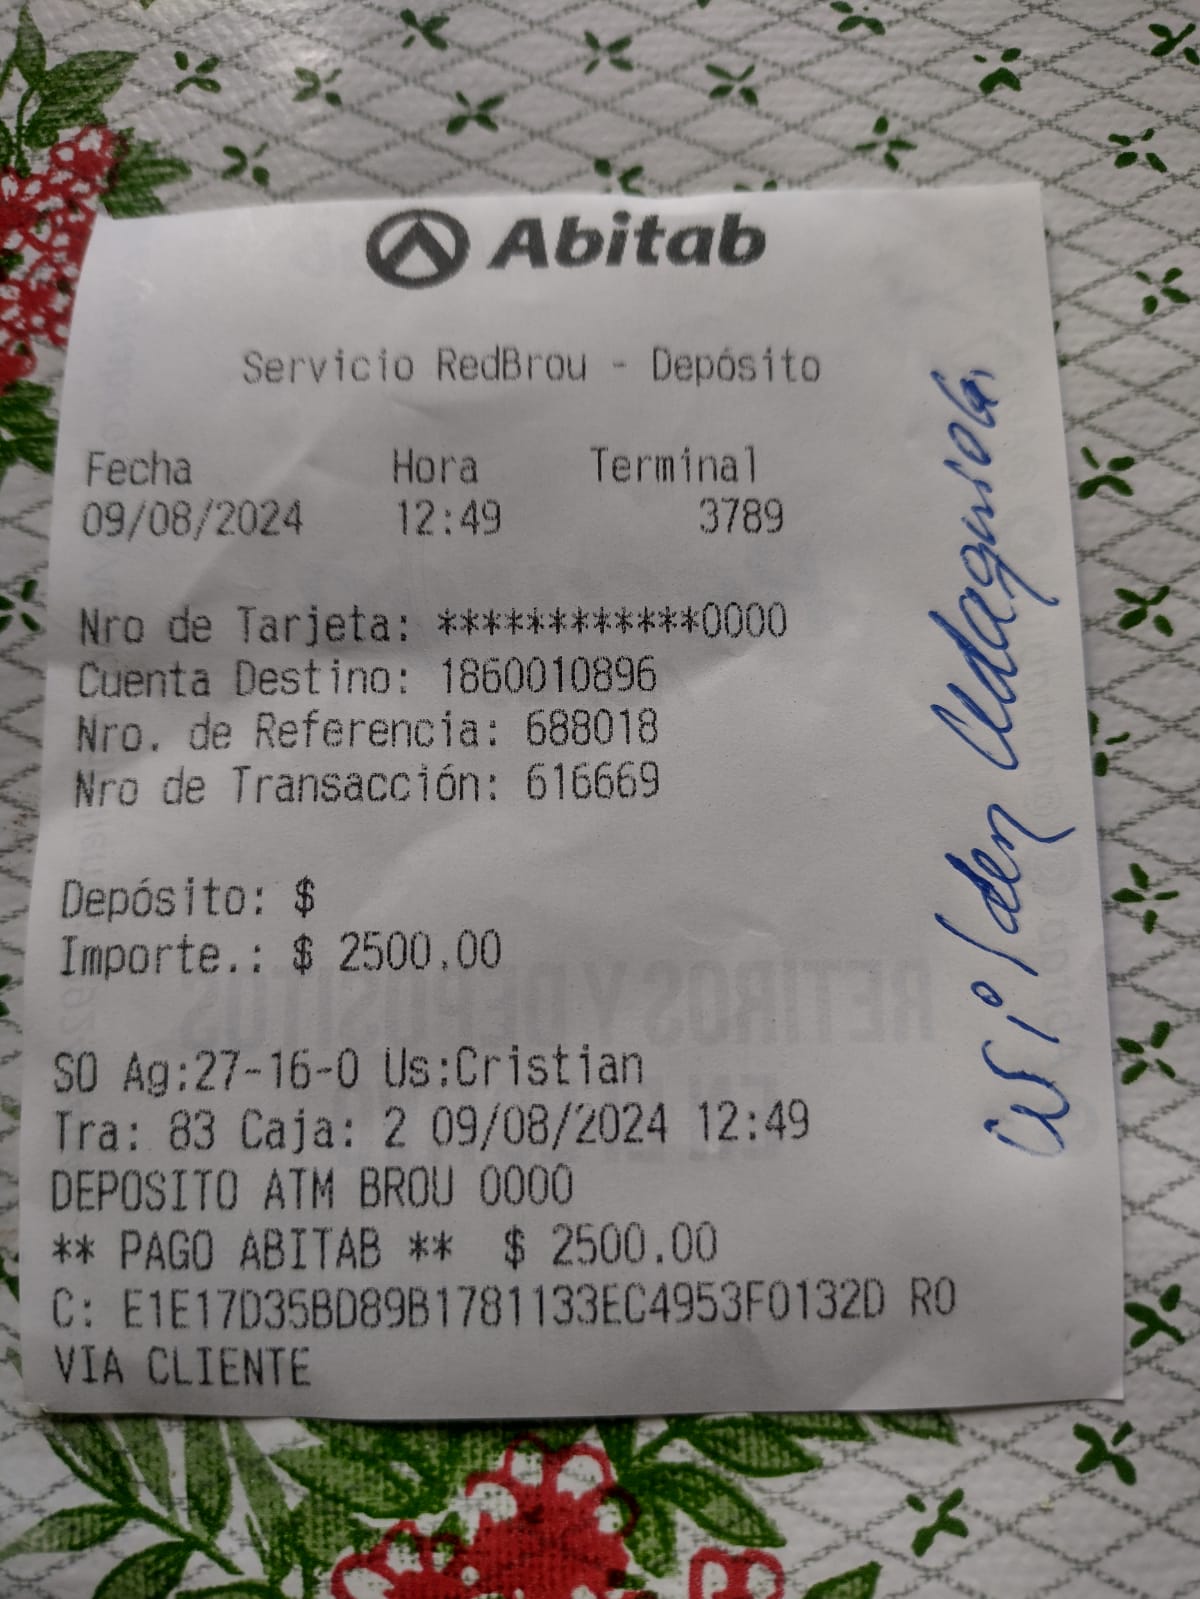 Abitab
Servicio RedBrou - Depósito
Fecha Hora Terminal
09/08/2024 12:49 3789
Nro de Tarjeta: ************0000
Cuenta Destino: 1860010896
Nro. de Referencia: 688018
Nro de Transacción: 616669
Depósito: $
Importe.: $ 2500.00
SO Ag:27-16-0 Us:Cristian
Tra: 83 Caja: 2 09/08/2024 12:49
DEPOSITO ATM BROU 0000
** PAGO ABITAB ** $ 2500.00
C: E1E17D35BD89B1781133EC4953F0132D RO
VIA CLIENTE
RETIROS Y DEPÓSITOS